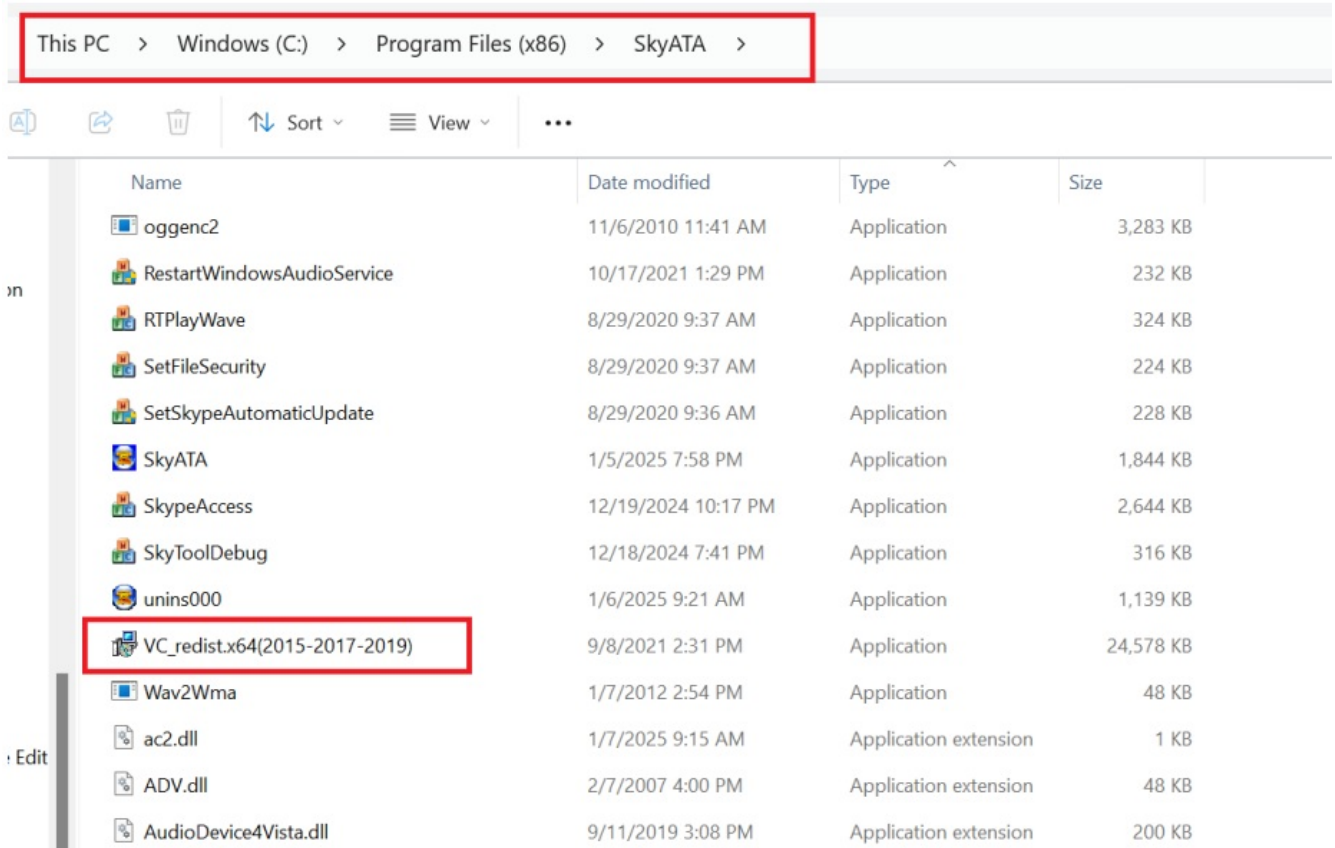 This PC > Windows (C:) > Program Files (x86) > SkyATA >
Sort View •••
Name Date modified Type Size
oggenc2 11/6/2010 11:41 AM Application 3,283 KB
RestartWindowsAudioService 10/17/2021 1:29 PM Application 232 KB
on
RTPlayWave 8/29/2020 9:37 AM Application 324 KB
SetFileSecurity 8/29/2020 9:37 AM Application 224 KB
SetSkypeAutomaticUpdate 8/29/2020 9:36 AM Application 228 KB
SkyATA 1/5/2025 7:58 PM Application 1,844 KB
SkypeAccess 12/19/2024 10:17 PM Application 2,644 KB
SkyToolDebug 12/18/2024 7:41 PM Application 316 KB
unins000 1/6/2025 9:21 AM Application 1,139 KB
VC_redist.x64(2015-2017-2019) 9/8/2021 2:31 PM Application 24,578 KB
Wav2Wma 1/7/2012 2:54 PM Application 48 KB
ac2.dll 1/7/2025 9:15 AM Application extension 1 KB
Edit
ADV.dll 2/7/2007 4:00 PM Application extension 48 KB
AudioDevice4Vista.dll 9/11/2019 3:08 PM Application extension 200 KB